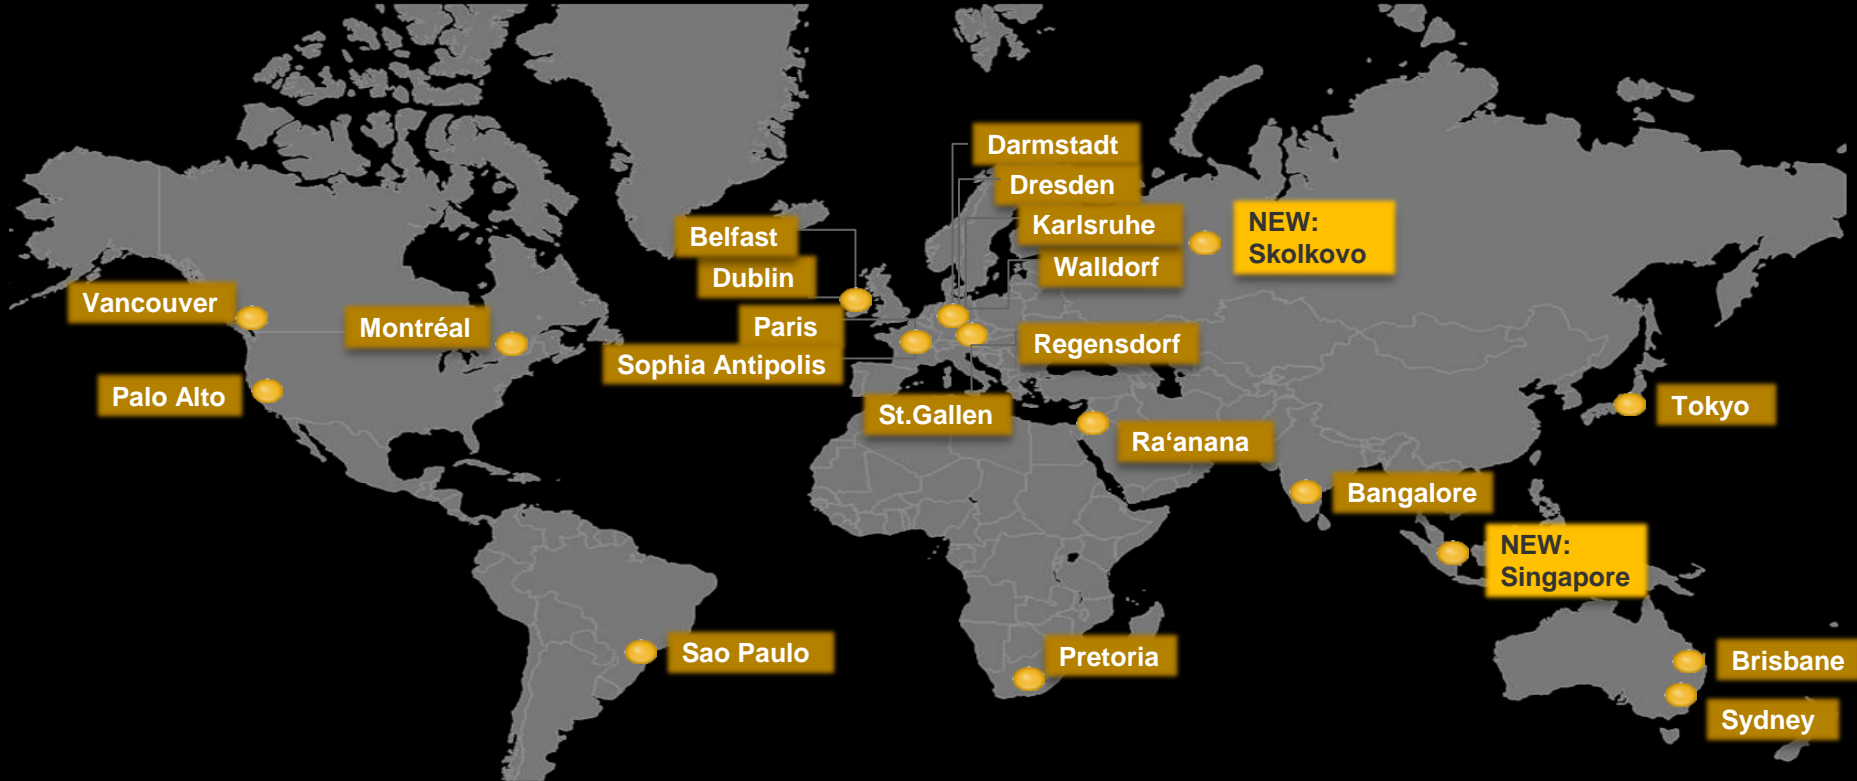 Darmstadt
Dresden
Karlsruhe
Walldorf
NEW:
Skolkovo
Belfast
Dublin
Vancouver
Montréal
Paris
Sophia Antipolis
Regensdorf
Palo Alto
St.Gallen
Tokyo
Ra‘anana
Bangalore
NEW:
Singapore
Sao Paulo
Pretoria
Brisbane
Sydney